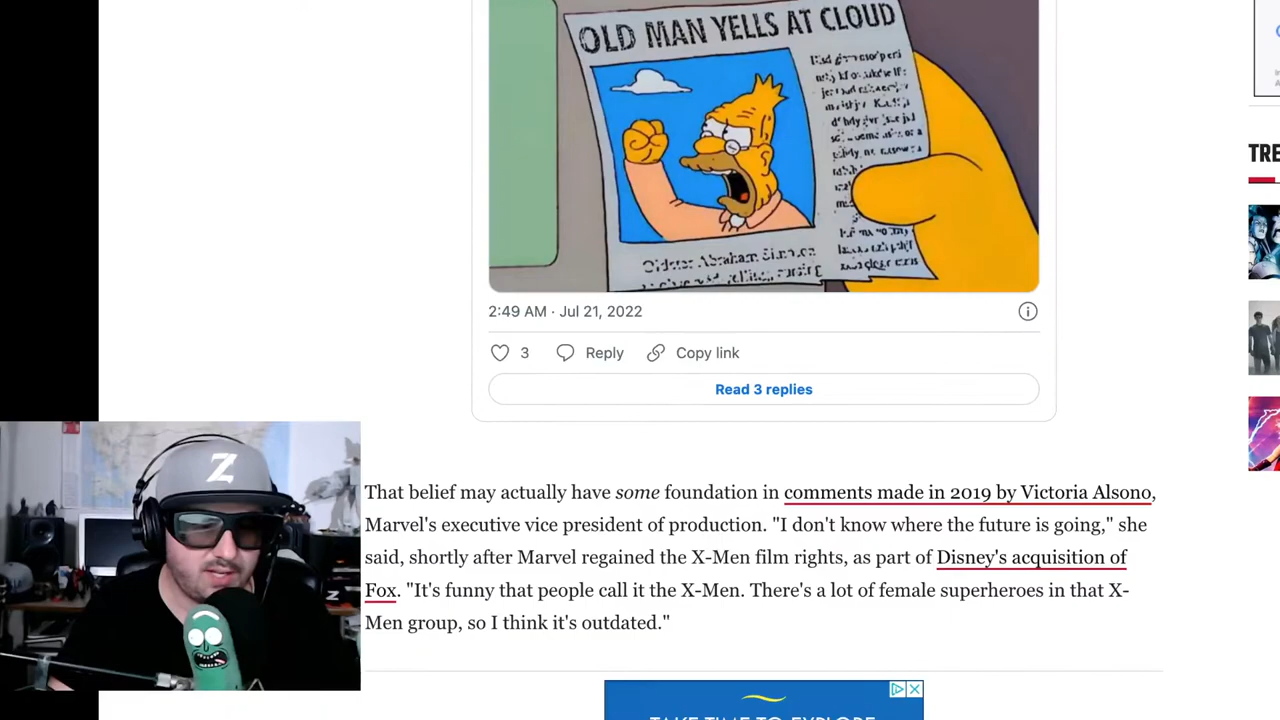 OLD MAN YELLS AT CLOUD
2:49 AM · Jul 21, 2022
3 Reply Copy link
Read 3 replies
TRE
Z
That belief may actually have some foundation in comments made in 2019 by Victoria Alsono,
Marvel's executive vice president of production. "I don't know where the future is going," she
said, shortly after Marvel regained the X-Men film rights, as part of Disney's acquisition of
Fox. "It's funny that people call it the X-Men. There's a lot of female superheroes in that X-
Men group, so I think it's outdated."
TAKE TIME TO EXPLORE